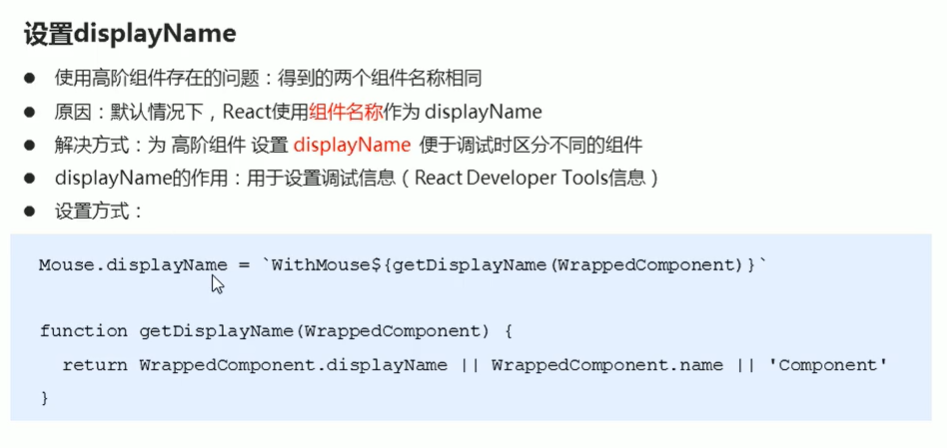 设置displayName
● 使用高阶组件存在的问题：得到的两个组件名称相同
● 原因：默认情况下，React使用组件名称作为 displayName
● 解决方式：为 高阶组件 设置 displayName 便于调试时区分不同的组件
● displayName的作用：用于设置调试信息（React Developer Tools信息）
● 设置方式：
Mouse.displayName = `WithMouse${getDisplayName(WrappedComponent)}`
function getDisplayName(WrappedComponent) {
  return WrappedComponent.displayName || WrappedComponent.name || 'Component'
}